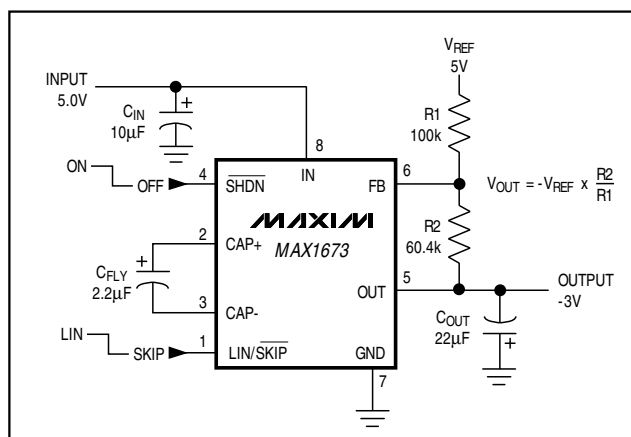 INPUT
5.0V
CIN
10µF
ON
OFF
4
SHDN
8
IN
VREF
5V
R1
100k
6
FB
VOUT = -VREF x R2
R1
R2
60.4k
MAXIM
MAX1673
2
CAP+
CFLY
2.2µF
3
CAP-
5
OUT
OUTPUT
-3V
COUT
22µF
LIN
SKIP
1
LIN/SKIP
GND
7
+
+
+